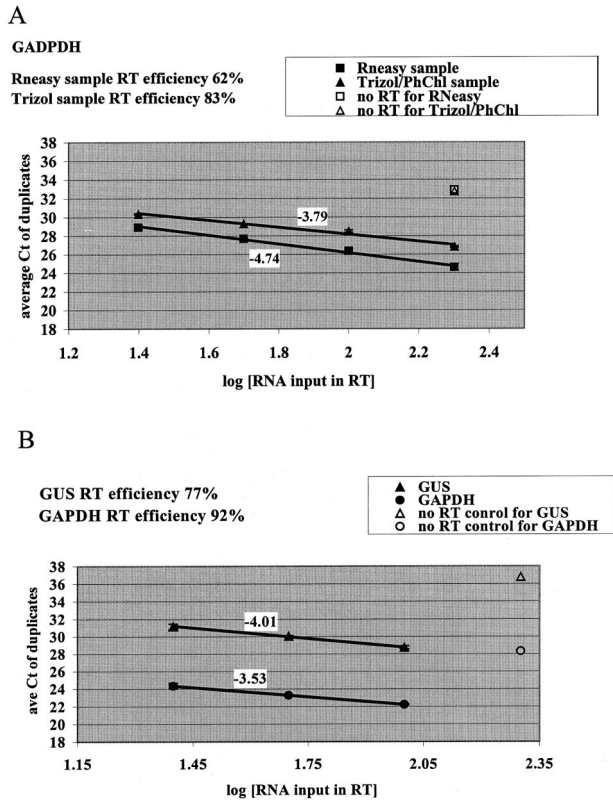 A
GADPDH
Rneasy sample RT efficiency 62%
Trizol sample RT efficiency 83%
Rneasy sample
Trizol/PhChl sample
no RT for RNeasy
no RT for Trizol/PhChl
average Ct of duplicates
38
36
34
32
30
28
26
24
22
20
18
-3.79
-4.74
1.2 1.4 1.6 1.8 2 2.2 2.4
log [RNA input in RT]
B
GUS RT efficiency 77%
GAPDH RT efficiency 92%
GUS
GAPDH
no RT conrol for GUS
no RT control for GAPDH
ave Ct of duplicates
38
36
34
32
30
28
26
24
22
20
18
-4.01
-3.53
1.15 1.45 1.75 2.05 2.35
log [RNA input in RT]